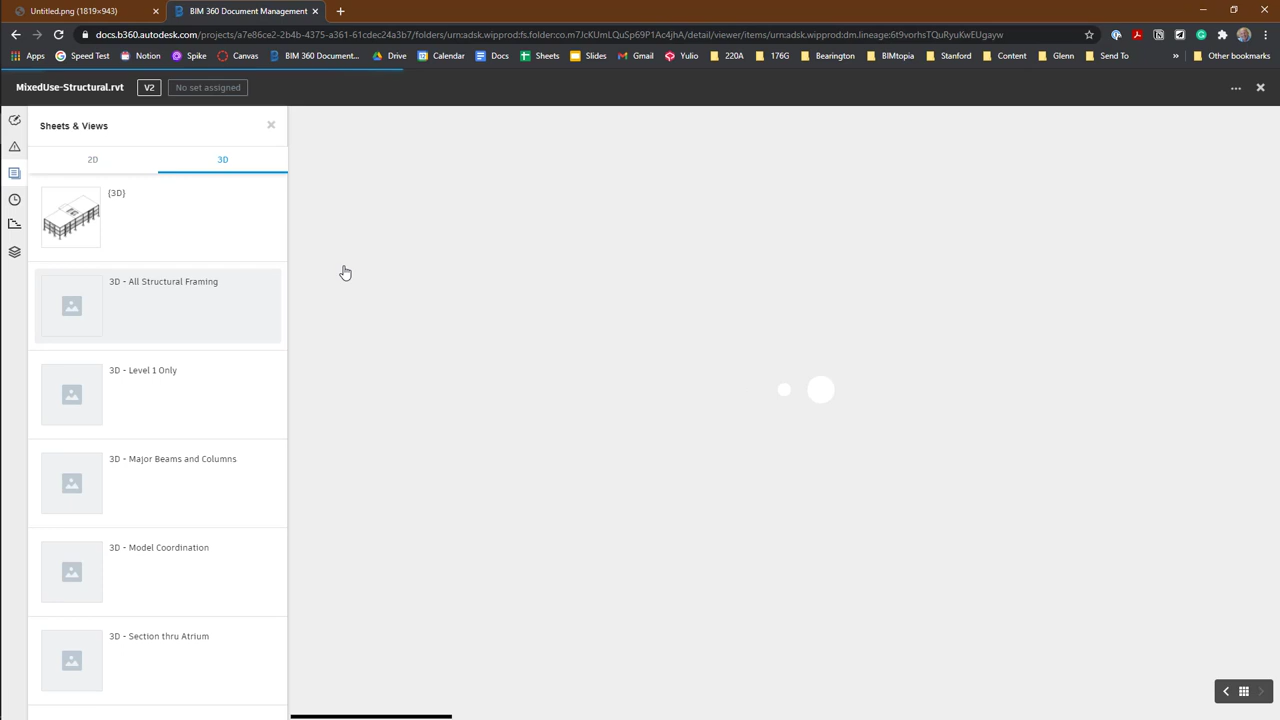 Untitled.png (1819×943)
BIM 360 Document Management
docs.b360.autodesk.com/projects/a7e86ce2-2b4b-4375-a361-61cdec24a3b7/folders/urrcadsk.wipprod:fs.folder:co.m7JcKUmLQuSp69P1Ac4jhA/detail/viewer/items/urrcadsk.wipprod:dm.lineage:6t9vorhsTQuRyuKwEUgayw
Apps
Speed Test
Notion
BIM 360 Document...
Spike
Canvas
Drive
Calendar
Docs
Sheets
Slides
Gmail
Yulio
220A
176G
Bearington
BIMtopia
Stanford
Content
Glenn
Send To
»
Other bookmarks
MixedUse-Structural.rvt
V2
No set assigned
Sheets & Views
2D
3D
{3D}
3D - All Structural Framing
3D - Level 1 Only
3D - Major Beams and Columns
3D - Model Coordination
3D - Section thru Atrium